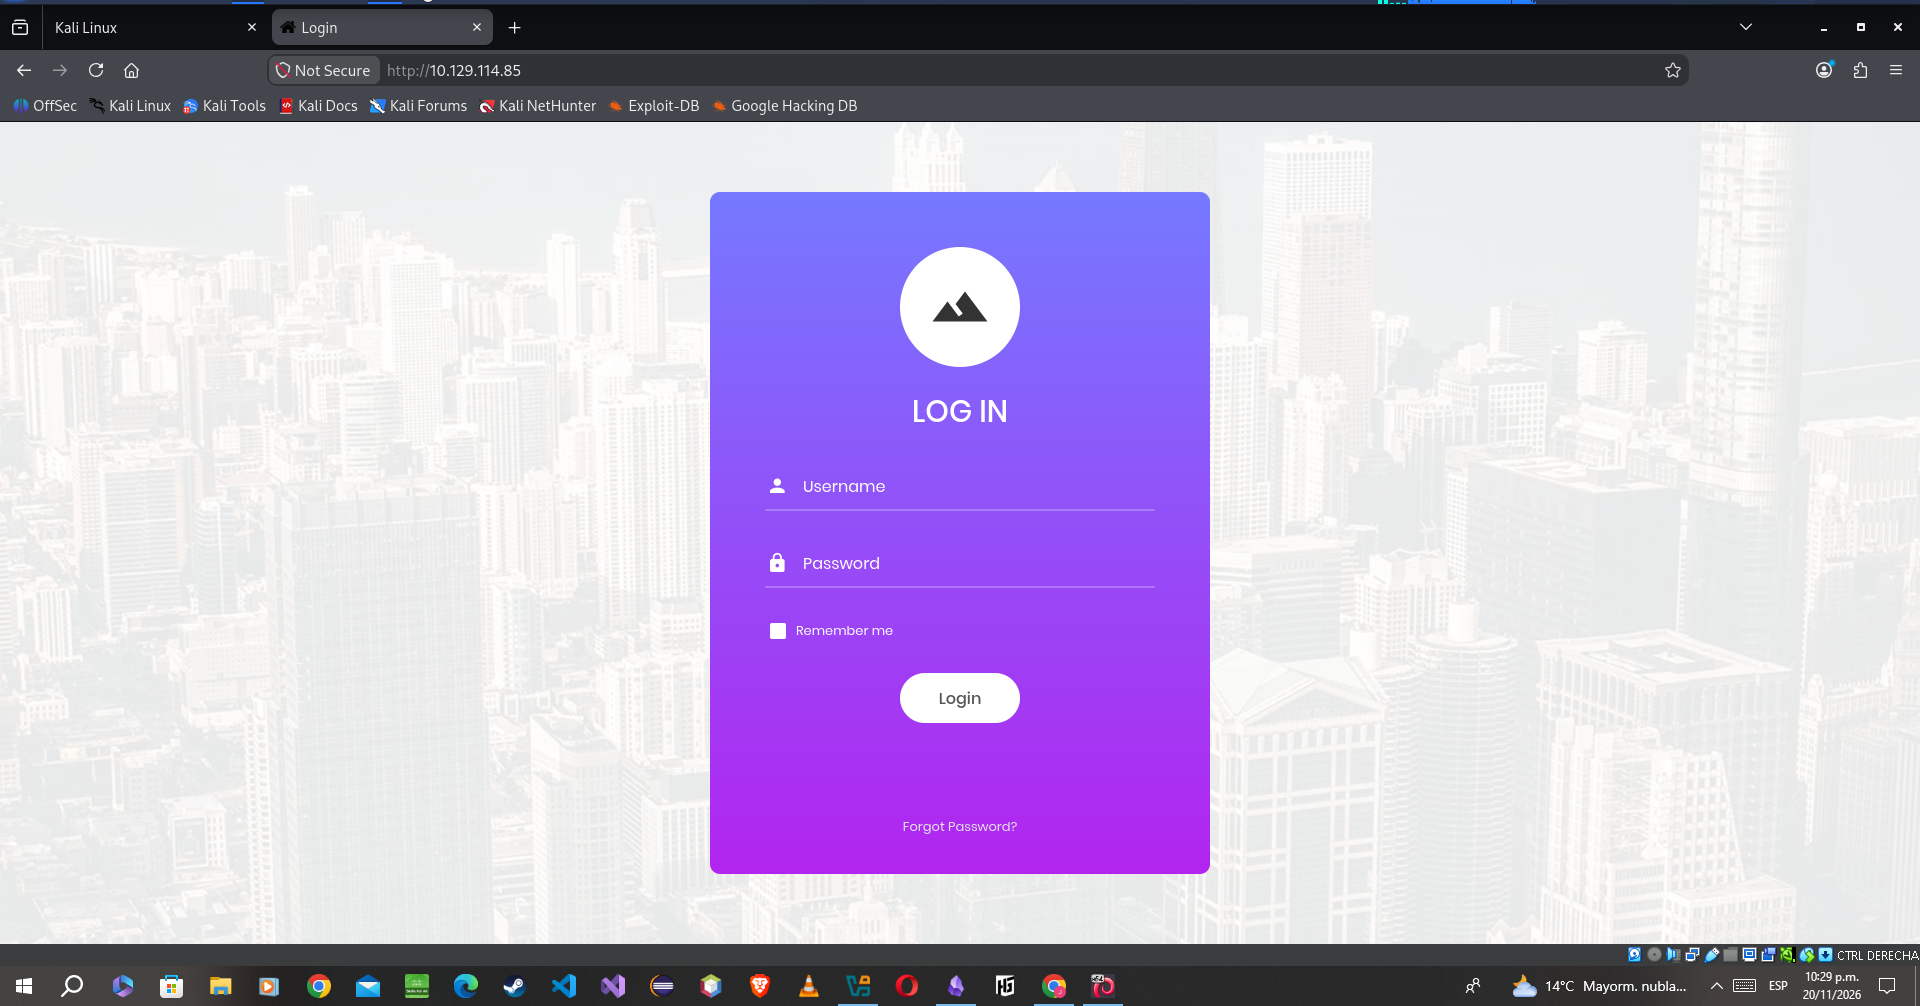 Kali Linux
Login
Not Secure
http://10.129.114.85
OffSec
Kali Linux
Kali Tools
Kali Docs
Kali Forums
Kali NetHunter
Exploit-DB
Google Hacking DB
LOG IN
Username
Password
Remember me
Login
Forgot Password?
CTRL DERECHA
14°C Mayorm. nubla...
ESP
10:29 p.m.
20/11/2026